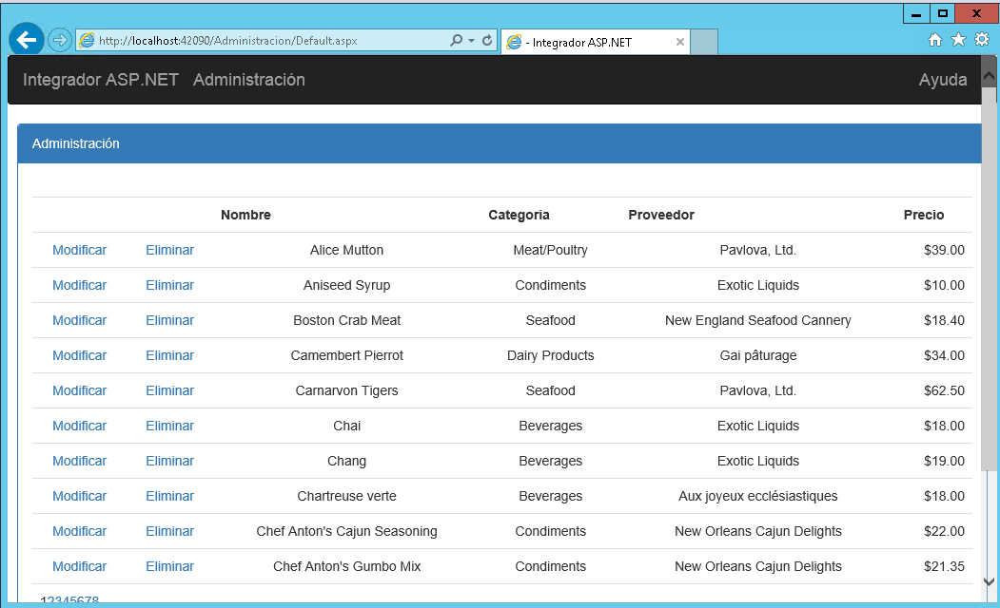 http://localhost:42090/Administracion/Default.aspx
- Integrador ASP.NET
Integrador ASP.NET Administración Ayuda
Administración
Nombre Categoria Proveedor Precio
Modificar Eliminar Alice Mutton Meat/Poultry Pavlova, Ltd. $39.00
Modificar Eliminar Aniseed Syrup Condiments Exotic Liquids $10.00
Modificar Eliminar Boston Crab Meat Seafood New England Seafood Cannery $18.40
Modificar Eliminar Camembert Pierrot Dairy Products Gai pâturage $34.00
Modificar Eliminar Carnarvon Tigers Seafood Pavlova, Ltd. $62.50
Modificar Eliminar Chai Beverages Exotic Liquids $18.00
Modificar Eliminar Chang Beverages Exotic Liquids $19.00
Modificar Eliminar Chartreuse verte Beverages Aux joyeux ecclésiastiques $18.00
Modificar Eliminar Chef Anton's Cajun Seasoning Condiments New Orleans Cajun Delights $22.00
Modificar Eliminar Chef Anton's Gumbo Mix Condiments New Orleans Cajun Delights $21.35
12345678